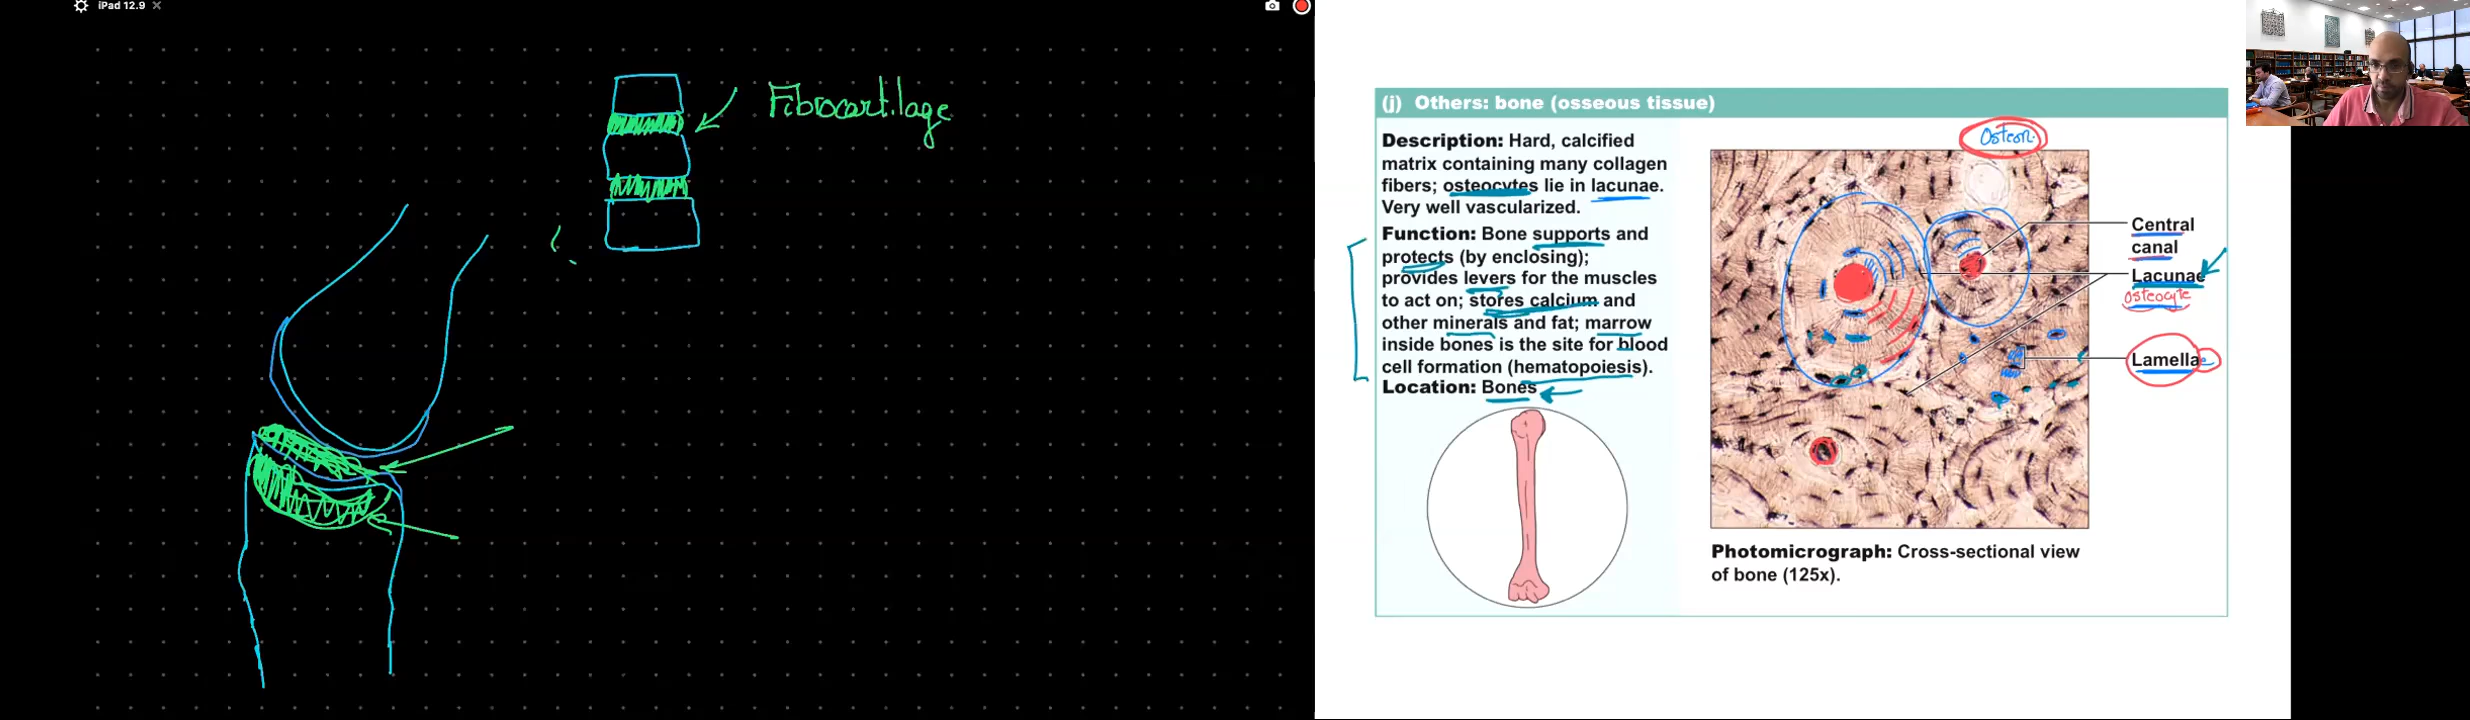 iPad 12.9
Fibrocartilage
(j) Others: bone (osseous tissue)
Description: Hard, calcified
matrix containing many collagen
fibers; osteocytes lie in lacunae.
Very well vascularized.
Function: Bone supports and
protects (by enclosing);
provides levers for the muscles
to act on; stores calcium and
other minerals and fat; marrow
inside bones is the site for blood
cell formation (hematopoiesis).
Location: Bones
Osteon
Central
canal
Lacunae
Osteocyte
Lamellae
Photomicrograph: Cross-sectional view
of bone (125x).